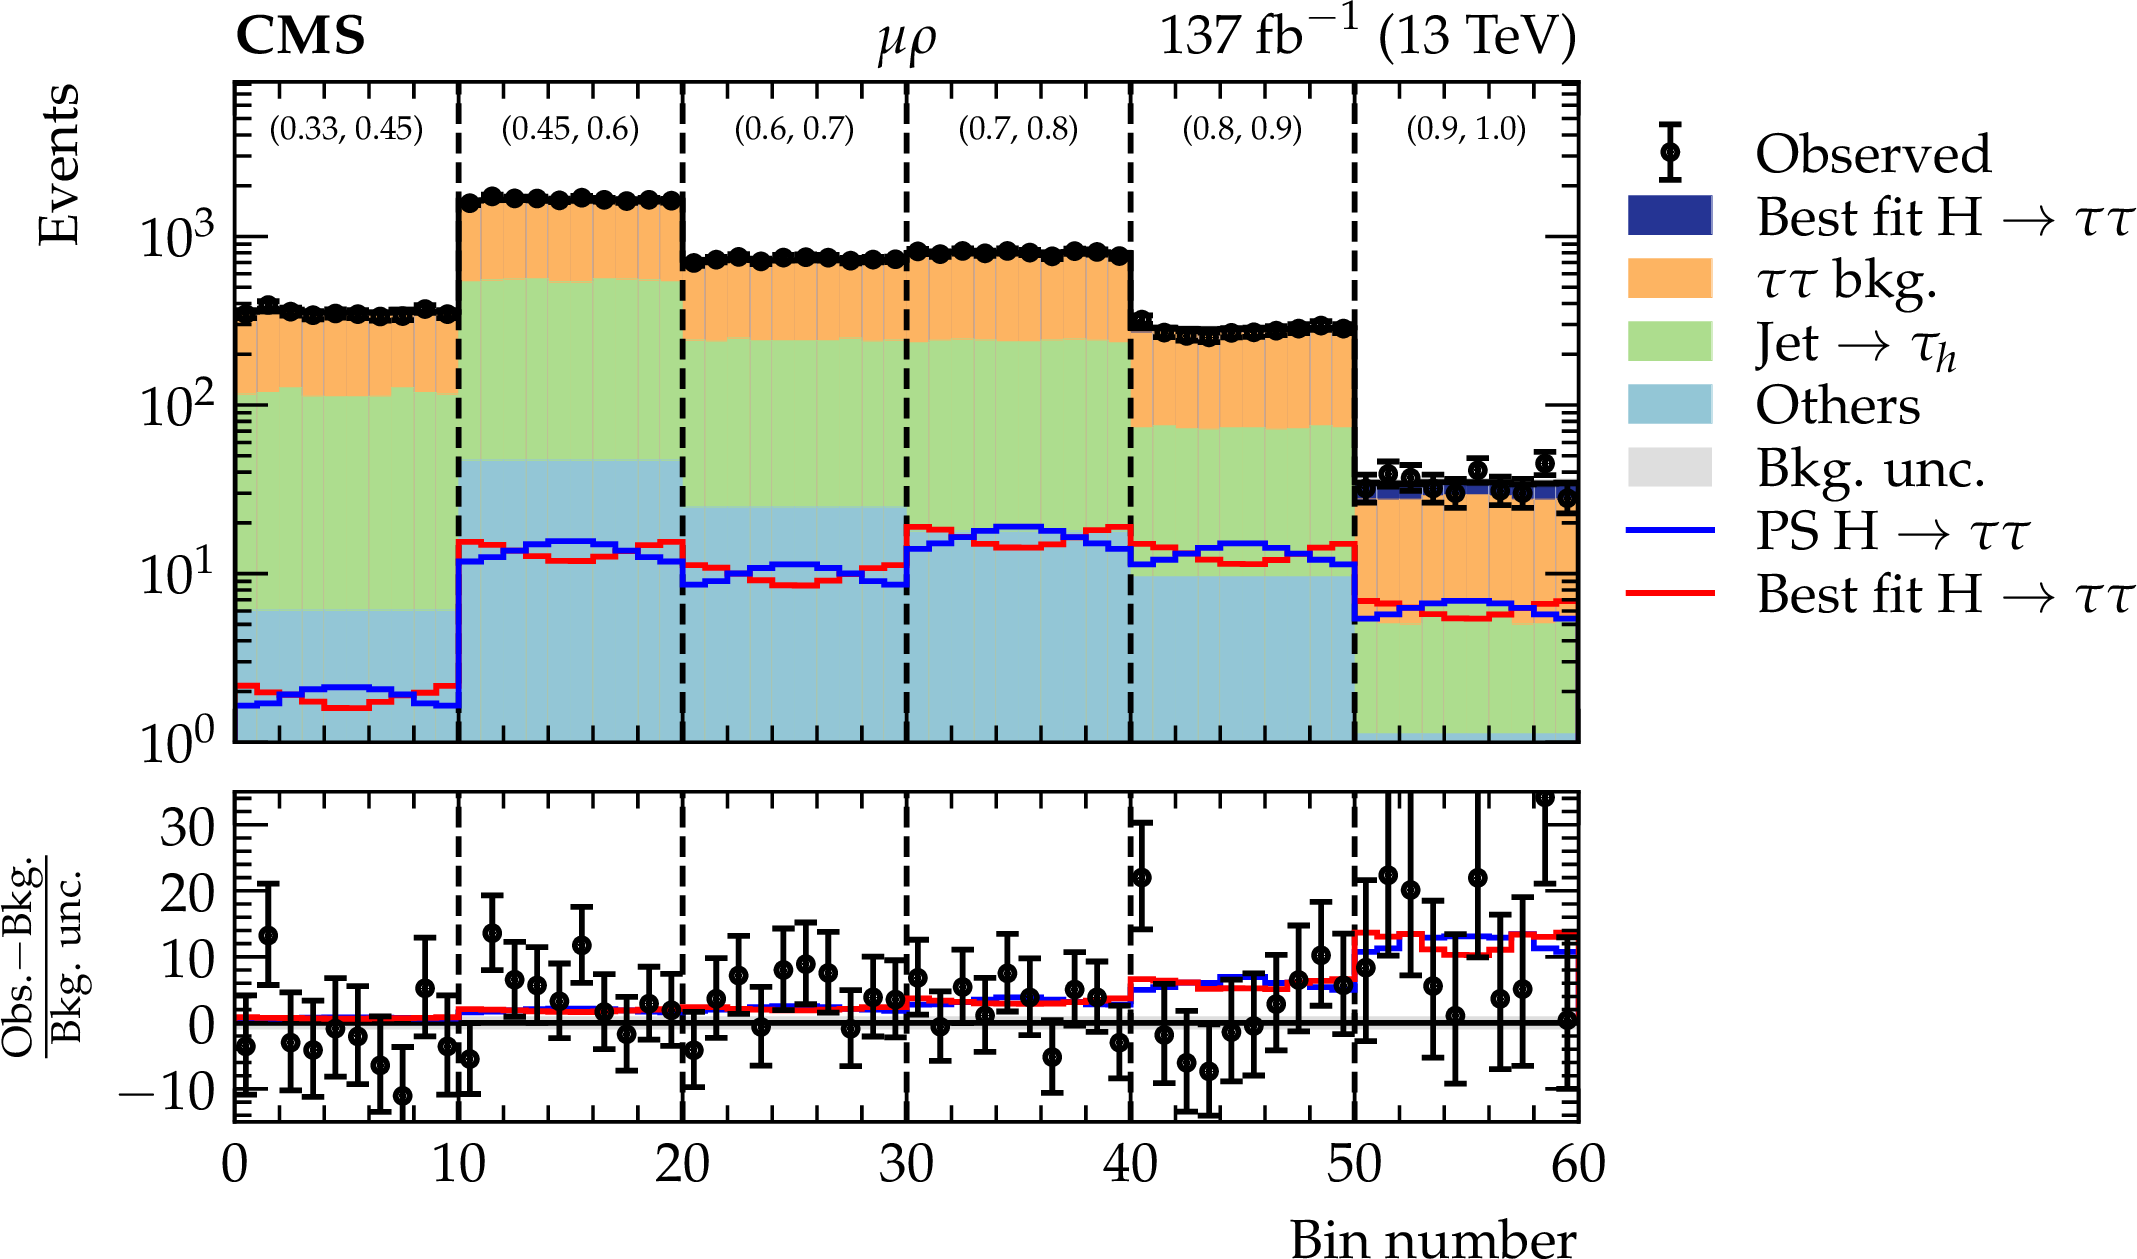 CMS μρ 137 fb⁻¹ (13 TeV)
Events
(0.33, 0.45) (0.45, 0.6) (0.6, 0.7) (0.7, 0.8) (0.8, 0.9) (0.9, 1.0)
10³
10²
10¹
10⁰
Observed
Best fit H → ττ
ττ bkg.
Jet → τₕ
Others
Bkg. unc.
PS H → ττ
Best fit H → ττ
Obs.−Bkg.
Bkg. unc.
30
20
10
0
−10
0 10 20 30 40 50 60
Bin number